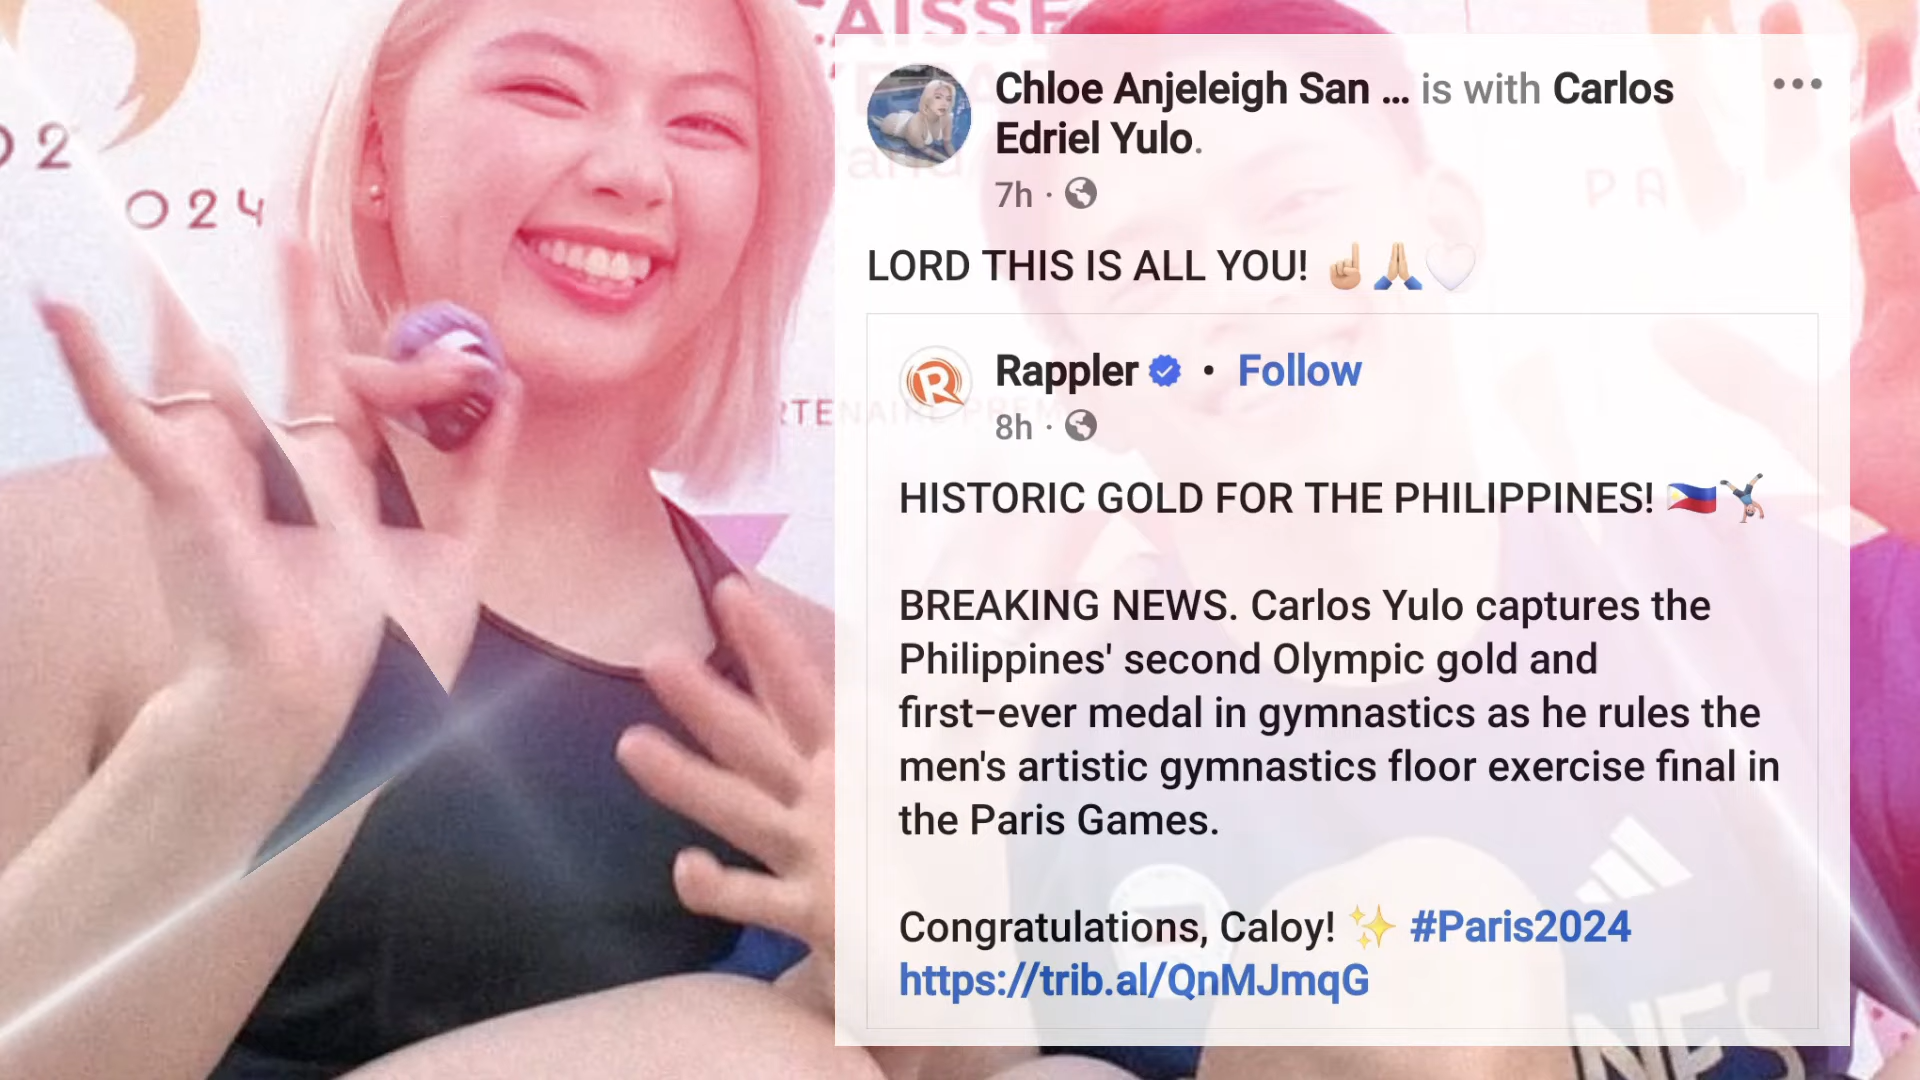 CAISSE
024
Chloe Anjeleigh San ... is with Carlos
Edriel Yulo.
7h ·
LORD THIS IS ALL YOU! ☝🏼🙏🏼🤍
Rappler • Follow
8h ·
HISTORIC GOLD FOR THE PHILIPPINES! 🇵🇭🤸🏽‍♂️
BREAKING NEWS. Carlos Yulo captures the
Philippines' second Olympic gold and
first-ever medal in gymnastics as he rules the
men's artistic gymnastics floor exercise final in
the Paris Games.
Congratulations, Caloy! ✨ #Paris2024
https://trib.al/QnMJmqG